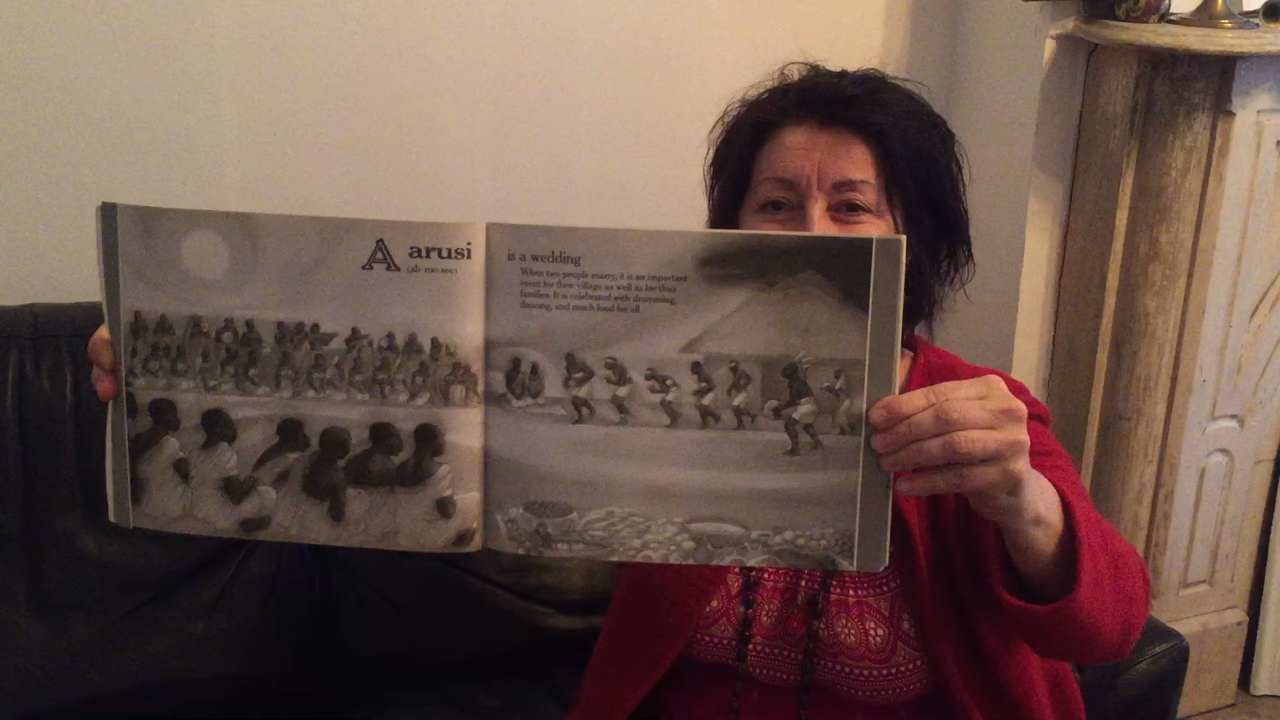 A arusi
(ah-roo-see)
is a wedding
When two people marry, it is an important
event for their village as well as for their
families. It is celebrated with drumming,
dancing, and much food for all.